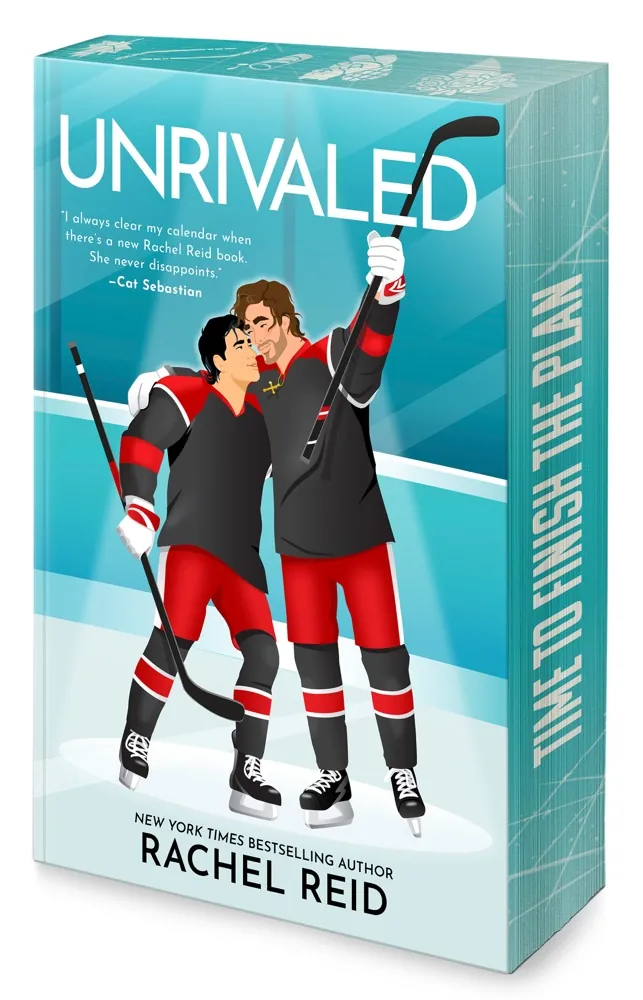 UNRIVALED
“I always clear my calendar when
there’s a new Rachel Reid book.
She never disappoints.”
—Cat Sebastian
NEW YORK TIMES BESTSELLING AUTHOR
RACHEL REID
TIME TO FINISH THE PLAN